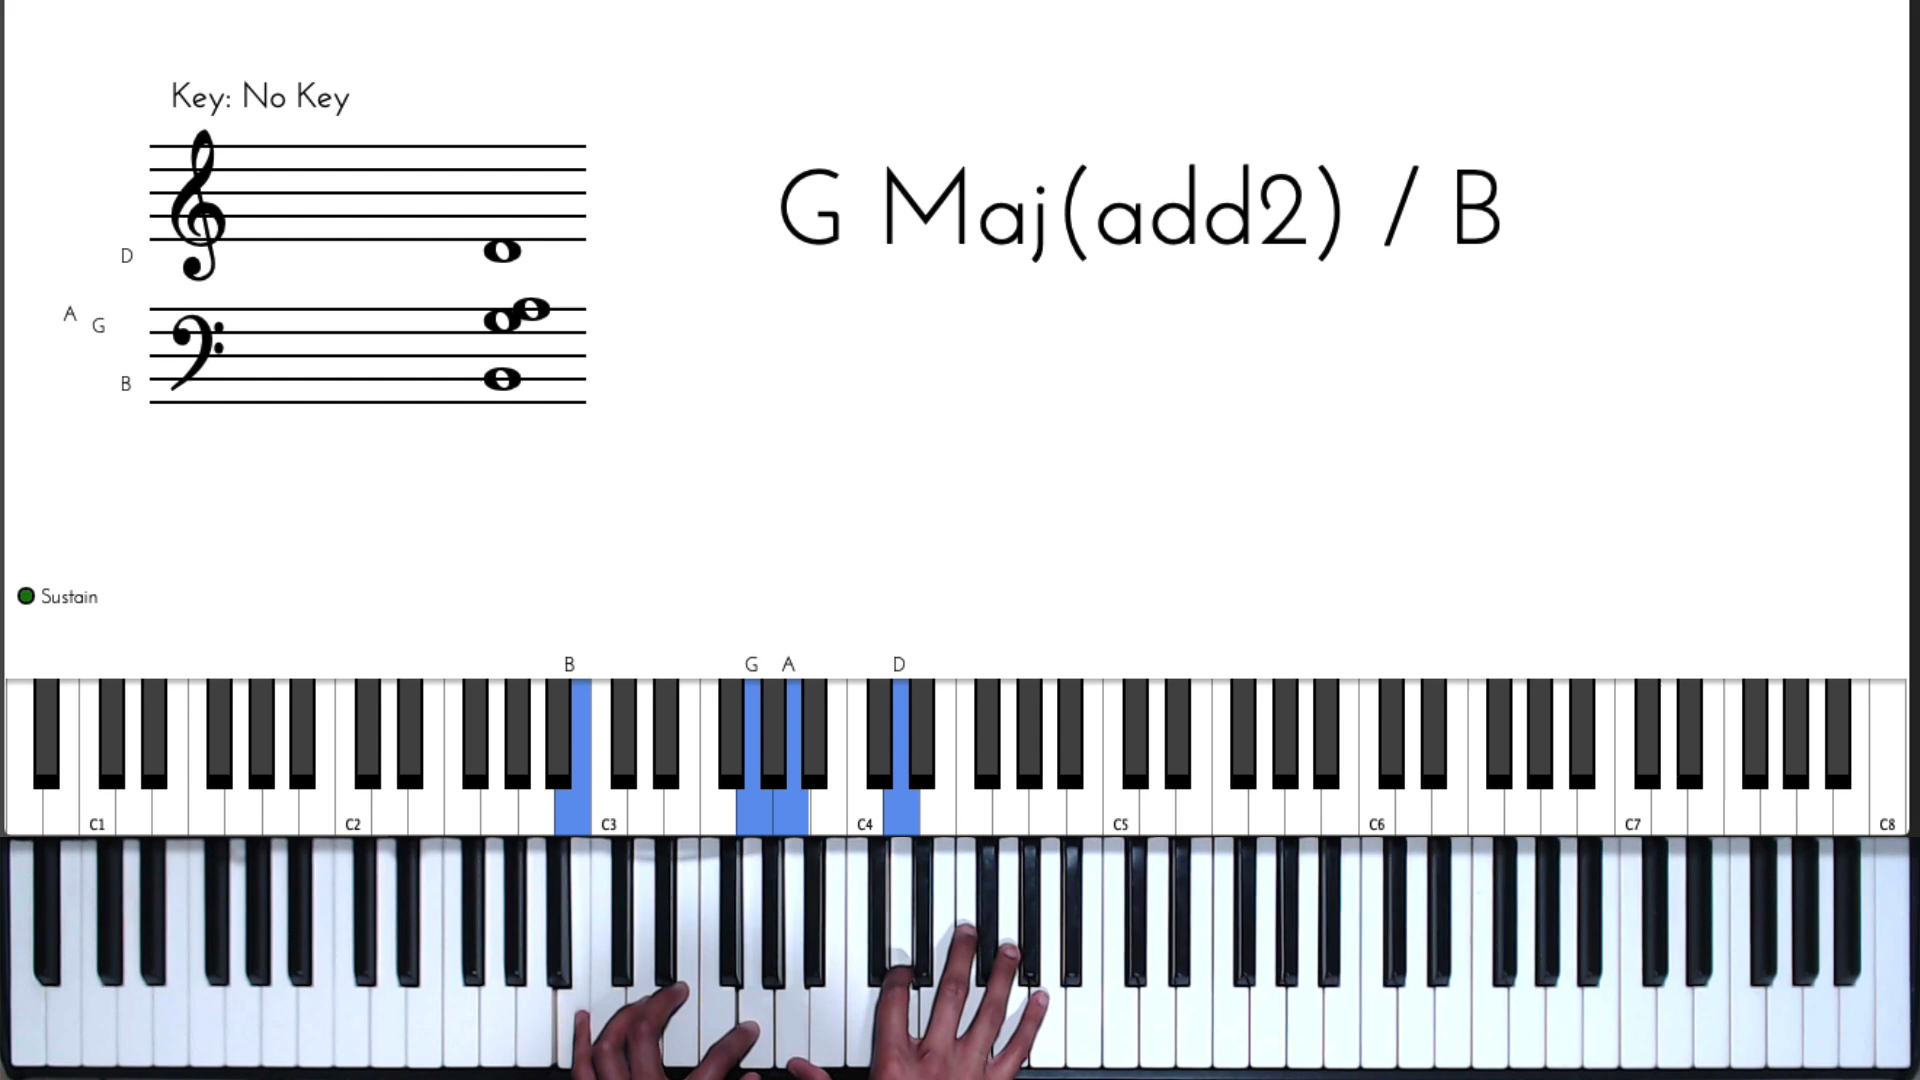 Key: No Key
G Maj(add2) / B
D
A
G
B
Sustain
B G A D
C1 C2 C3 C4 C5 C6 C7 C8